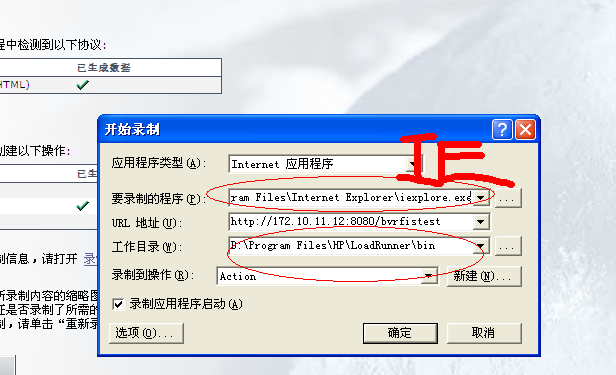 程中检测到以下协议:
已生成数据
HTML)
创建以下操作:
制信息，请打开 录
所录制内容的缩略图
证是否录制了所需的
制，请单击“重新录
开始录制
IE
应用程序类型(A):
Internet 应用程序
要录制的程序(P):
ram Files\Internet Explorer\iexplore.exe
...
URL 地址(U):
http://172.10.11.12:8080/bvrfistest
工作目录(W):
D:\Program Files\HP\LoadRunner\bin
...
录制到操作(R):
Action
新建(N)...
录制应用程序启动(A)
选项(O)...
确定
取消